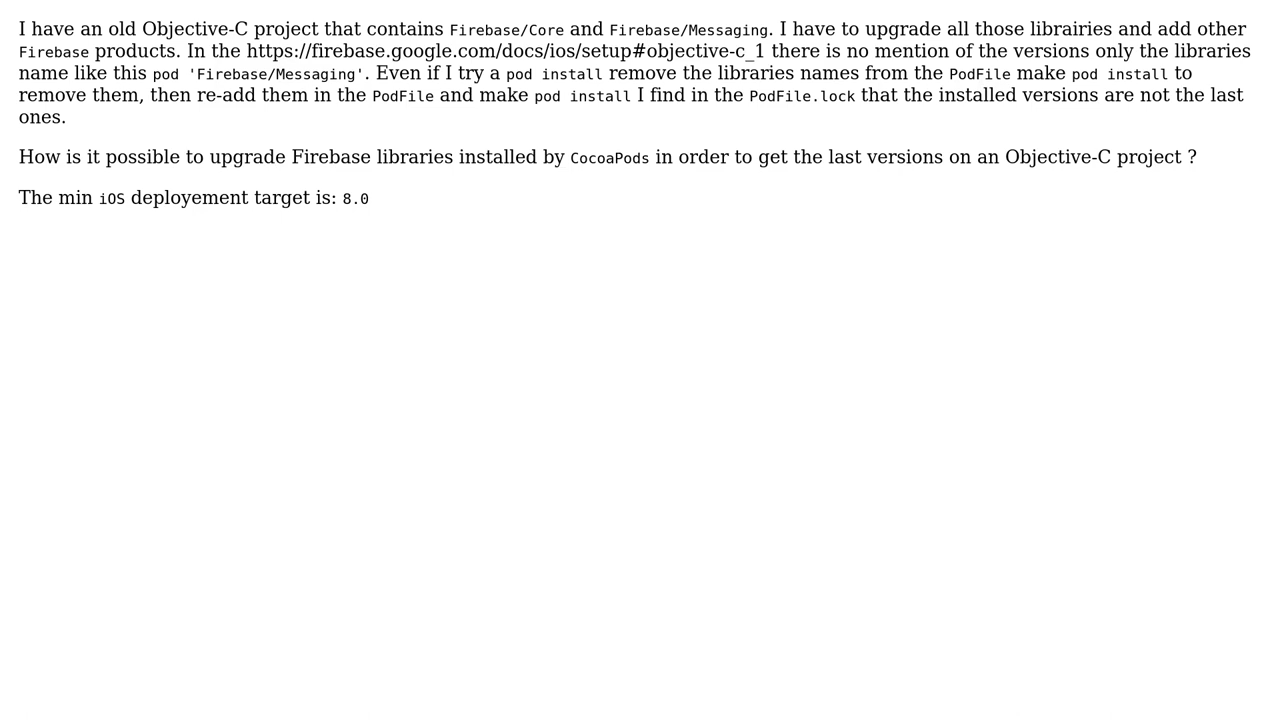 I have an old Objective-C project that contains Firebase/Core and Firebase/Messaging. I have to upgrade all those librairies and add other
Firebase products. In the https://firebase.google.com/docs/ios/setup#objective-c_1 there is no mention of the versions only the libraries
name like this pod 'Firebase/Messaging'. Even if I try a pod install remove the libraries names from the PodFile make pod install to
remove them, then re-add them in the PodFile and make pod install I find in the PodFile.lock that the installed versions are not the last
ones.
How is it possible to upgrade Firebase libraries installed by CocoaPods in order to get the last versions on an Objective-C project ?
The min iOS deployement target is: 8.0